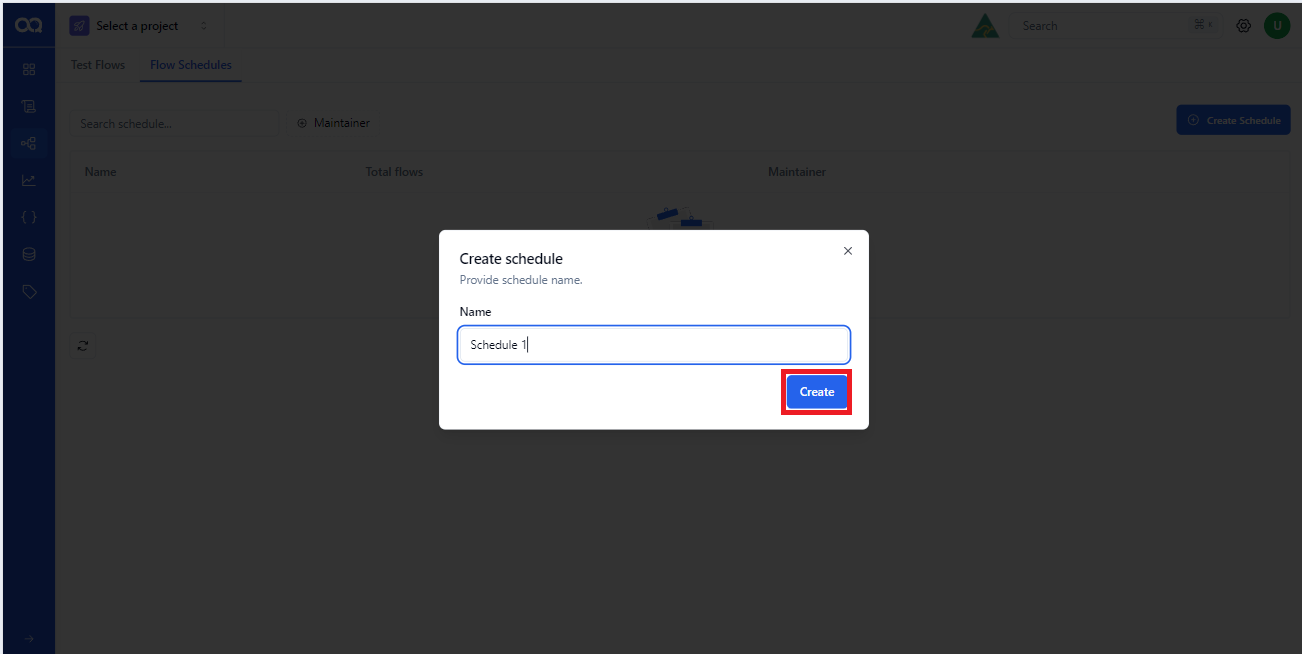 Select a project
Search
⌘ K
U
Test Flows
Flow Schedules
Search schedule...
Maintainer
Create Schedule
Name
Total flows
Maintainer
Create schedule
Provide schedule name.
Name
Schedule 1
Create